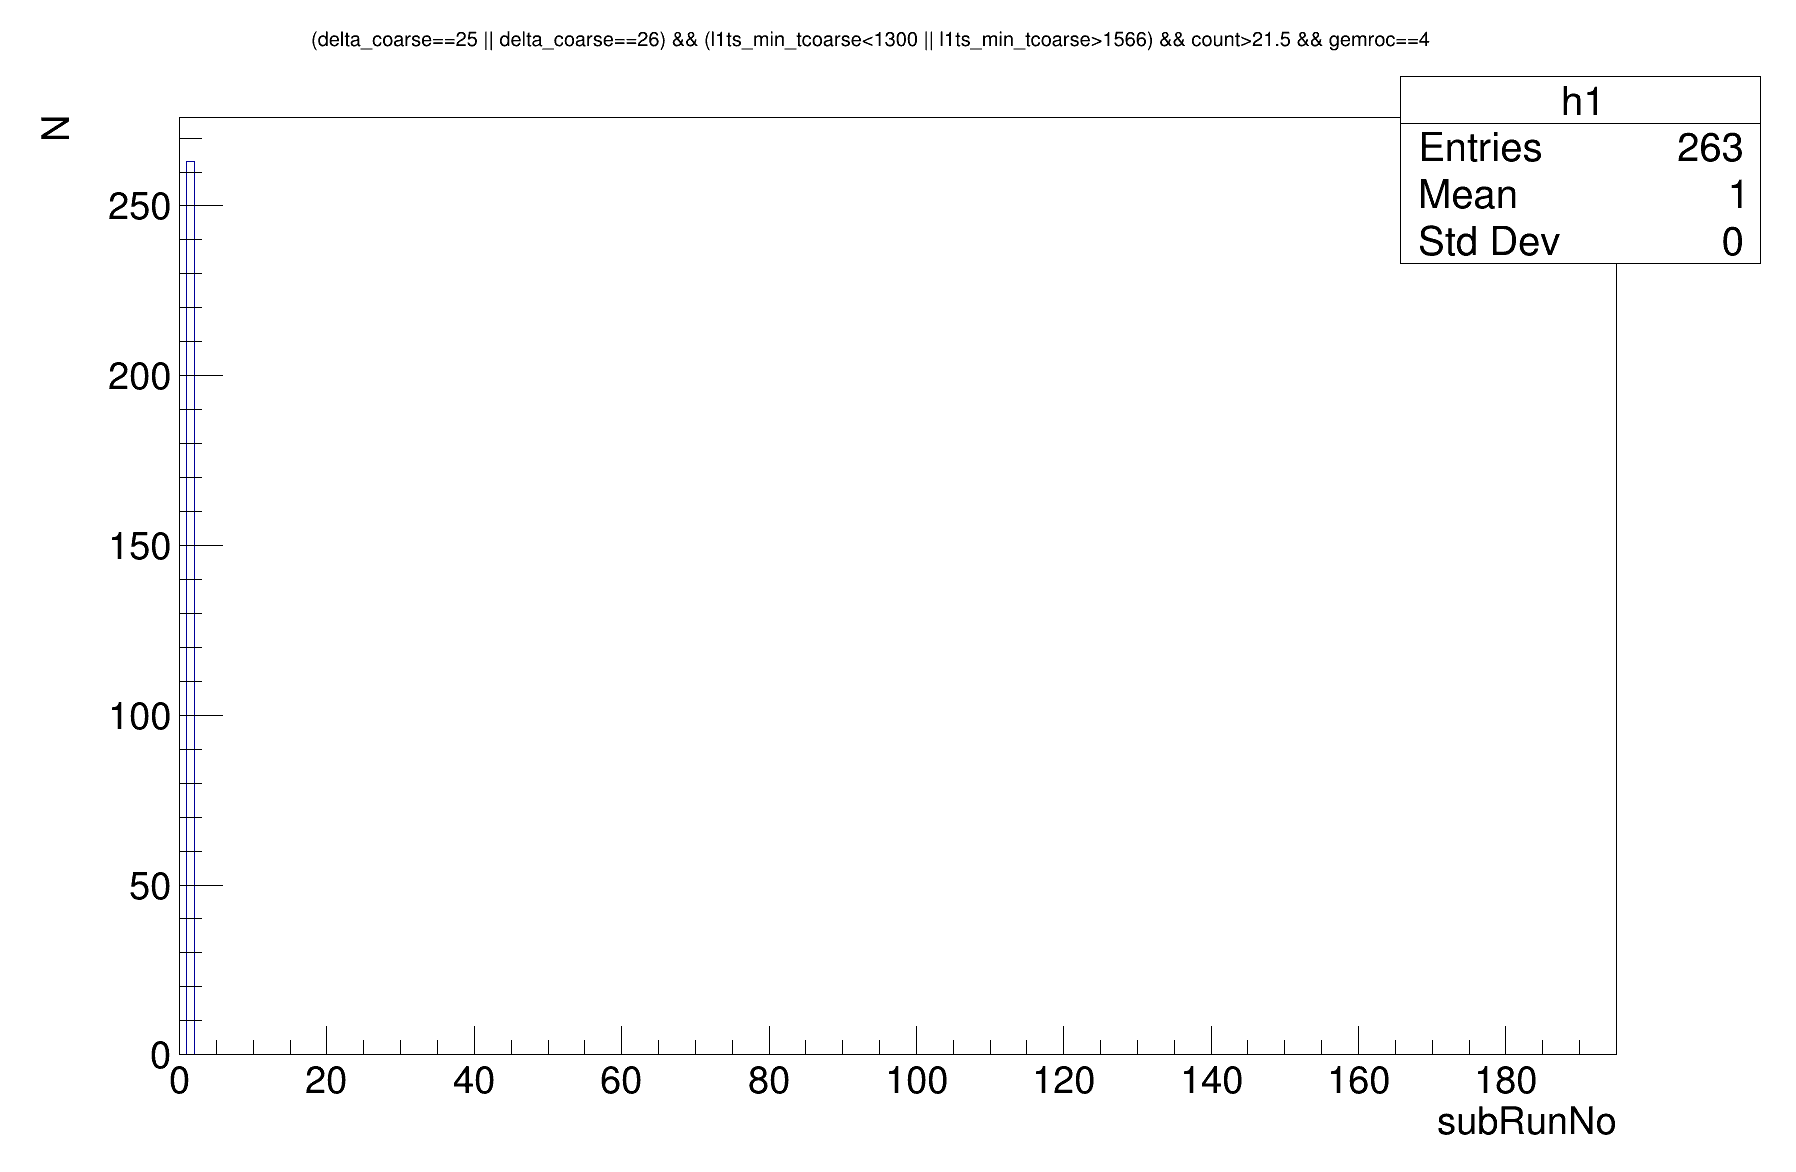 (delta_coarse==25 || delta_coarse==26) && (l1ts_min_tcoarse<1300 || l1ts_min_tcoarse>1566) && count>21.5 && gemroc==4
h1
Entries 263
Mean 1
Std Dev 0
N
250
200
150
100
50
0
0 20 40 60 80 100 120 140 160 180
subRunNo